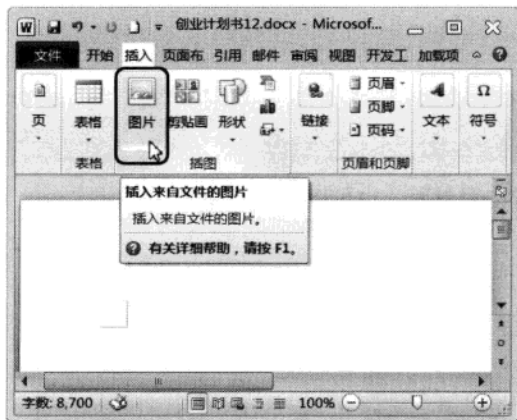 创业计划书12.docx - Microsof...
文件 开始 插入 页面布 引用 邮件 审阅 视图 开发工 加载项
页 表格 图片 剪贴画 形状 链接 页眉 页脚 页码 文本 符号
表格 插图 页眉和页脚
插入来自文件的图片
插入来自文件的图片。
有关详细帮助，请按 F1。
字数: 8,700 100%